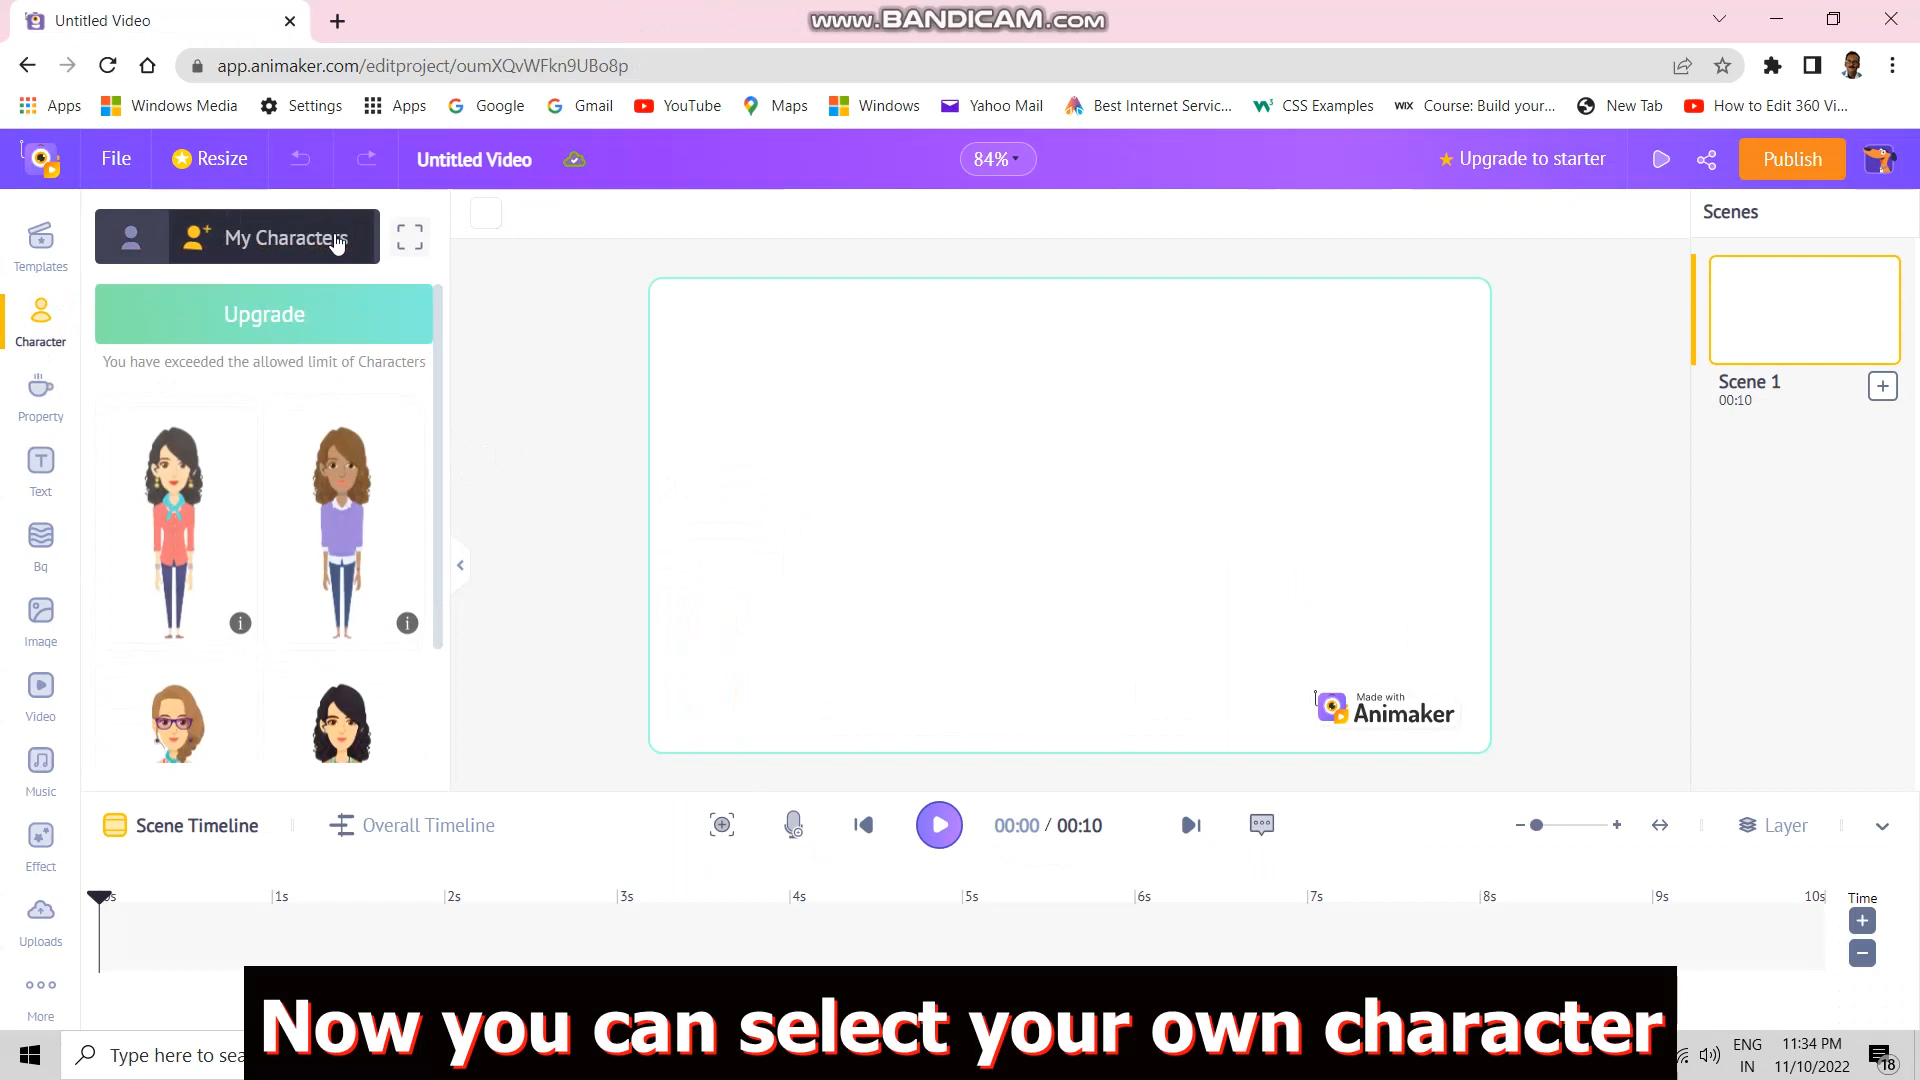 Untitled Video
www.BANDICAM.com
app.animaker.com/editproject/oumXQvWFkn9UBo8p
Apps
Windows Media
Settings
Apps
Google
Gmail
YouTube
Maps
Windows
Yahoo Mail
Best Internet Servic...
CSS Examples
WIX
Course: Build your...
New Tab
How to Edit 360 Vi...
File
Resize
Untitled Video
84%
Upgrade to starter
Publish
Templates
Character
Property
Text
Bg
Image
Video
Music
Effect
Uploads
More
My Characters
Upgrade
You have exceeded the allowed limit of Characters
Made with
Animaker
Scenes
Scene 1
00:10
Scene Timeline
Overall Timeline
00:00 / 00:10
Layer
0s
1s
2s
3s
4s
5s
6s
7s
8s
9s
10s
Time
Now you can select your own character
Type here to sea
ENG
IN
11:34 PM
11/10/2022
18